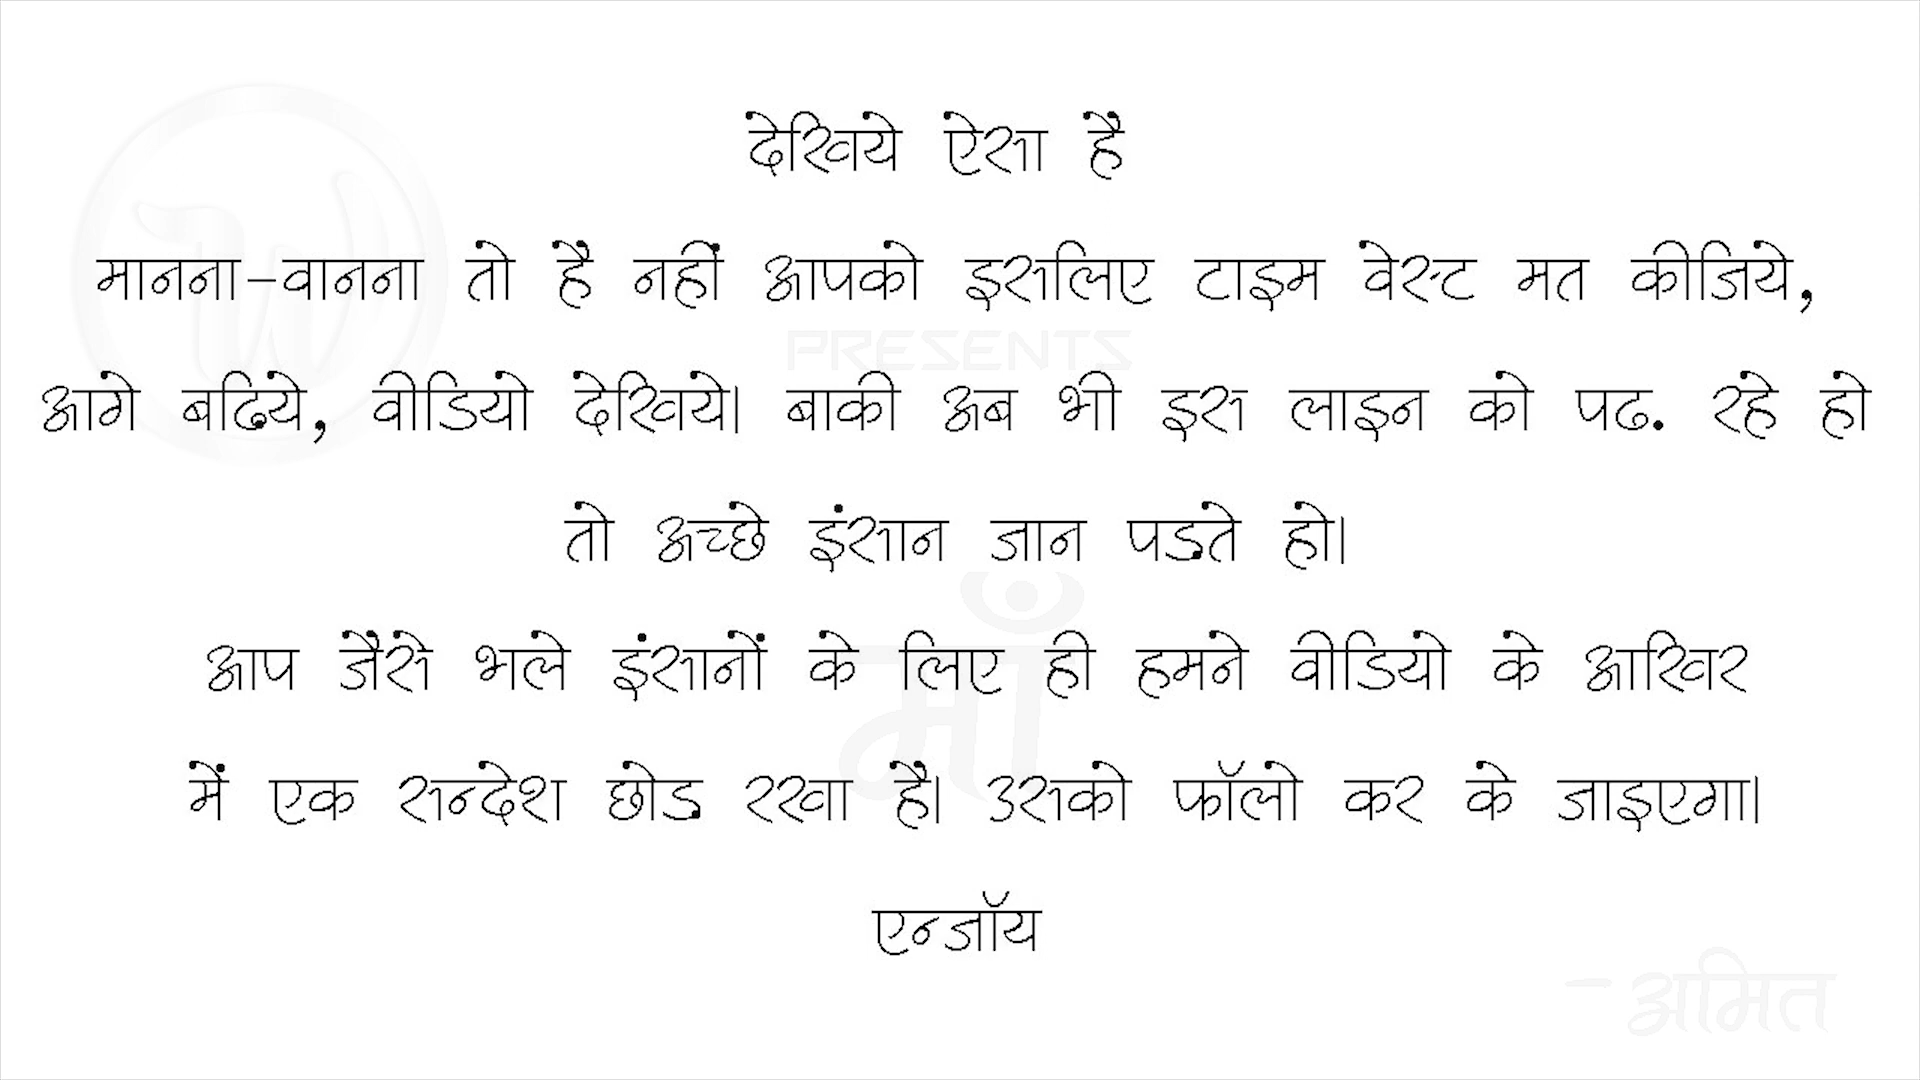 देखिये ऐसा है
मानना-वानना तो है नहीं आपको इसलिए टाइम वेस्ट मत कीजिये,
PRESENTS
आगे बढ़िये, वीडियो देखिये। बाकी अब भी इस लाइन को पढ़ रहे हो
तो अच्छे इंसान जान पड़ते हो।
माँ
आप जैसे भले इंसानों के लिए ही हमने वीडियो के आखिर
में एक सन्देश छोड़ रखा है। उसको फॉलो कर के जाइएगा।
एन्जॉय
- अमित